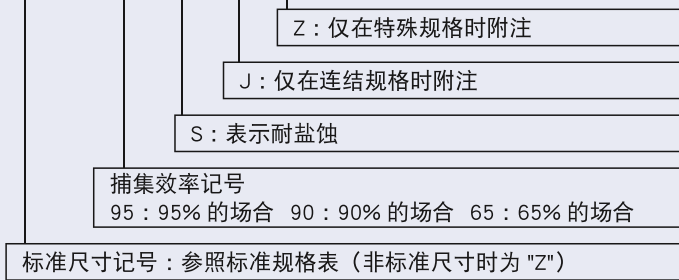 Z：仅在特殊规格时附注
J：仅在连结规格时附注
S：表示耐盐蚀
捕集效率记号
95：95% 的场合 90：90% 的场合 65：65% 的场合
标准尺寸记号：参照标准规格表（非标准尺寸时为 "Z"）